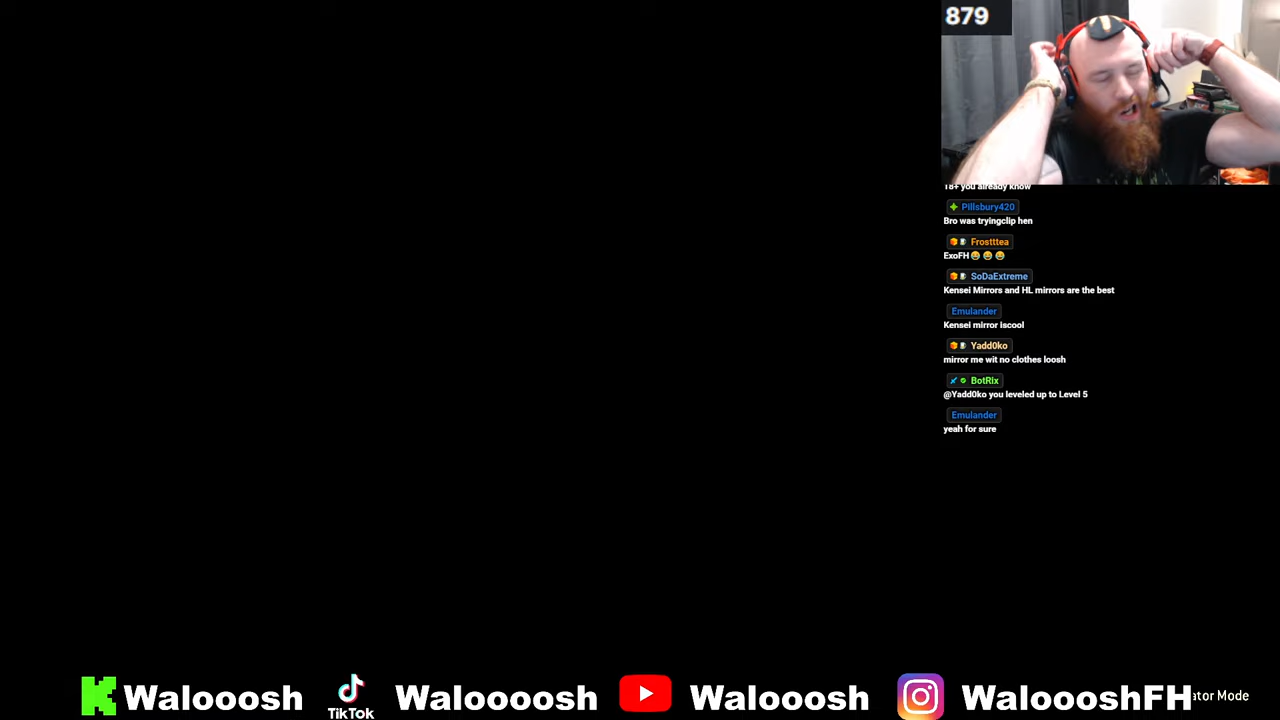 879
18+ you already know
Pillsbury420
Bro was tryingclip hen
Frostttea
ExoFH😂 😂 😂
SoDaExtreme
Kensei Mirrors and HL mirrors are the best
Emulander
Kensei mirror iscool
Yadd0ko
mirror me wit no clothes loosh
BotRix
@Yadd0ko you leveled up to Level 5
Emulander
yeah for sure
Walooosh
TikTok
Waloooosh
Walooosh
WaloooshFH
ator Mode